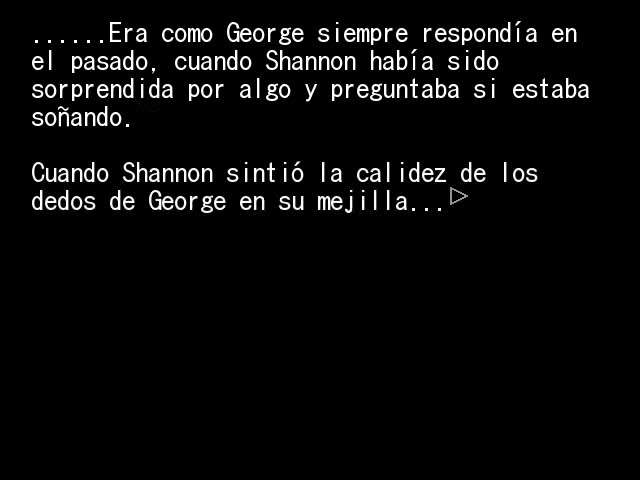 ......Era como George siempre respondía en
el pasado, cuando Shannon había sido
sorprendida por algo y preguntaba si estaba
soñando.
Cuando Shannon sintió la calidez de los
dedos de George en su mejilla...